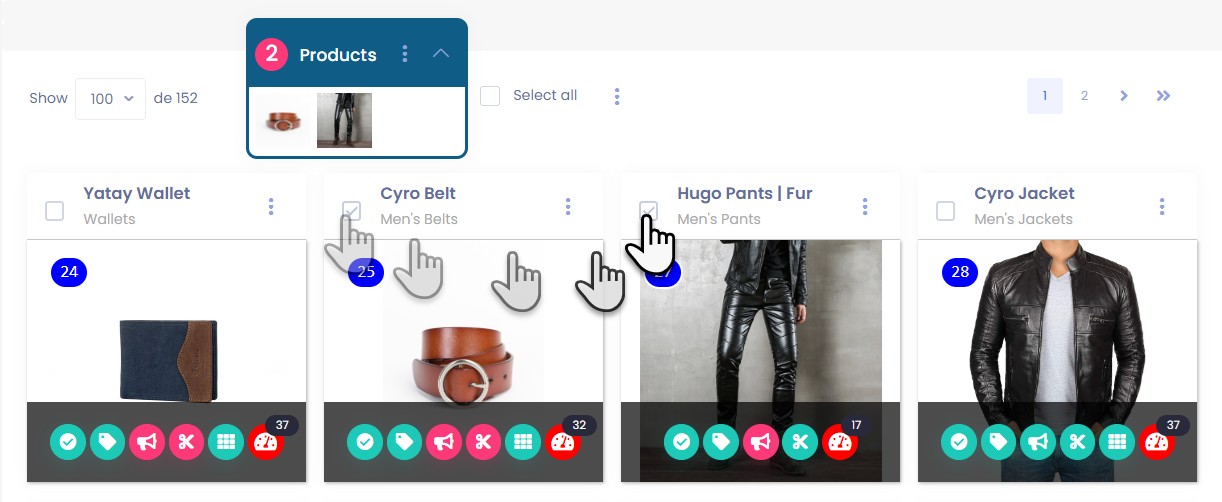 2 Products
Show 100 de 152
Select all
1 2
Yatay Wallet
Wallets
Cyro Belt
Men's Belts
Hugo Pants | Fur
Men's Pants
Cyro Jacket
Men's Jackets
24
25
27
28
37
32
17
37